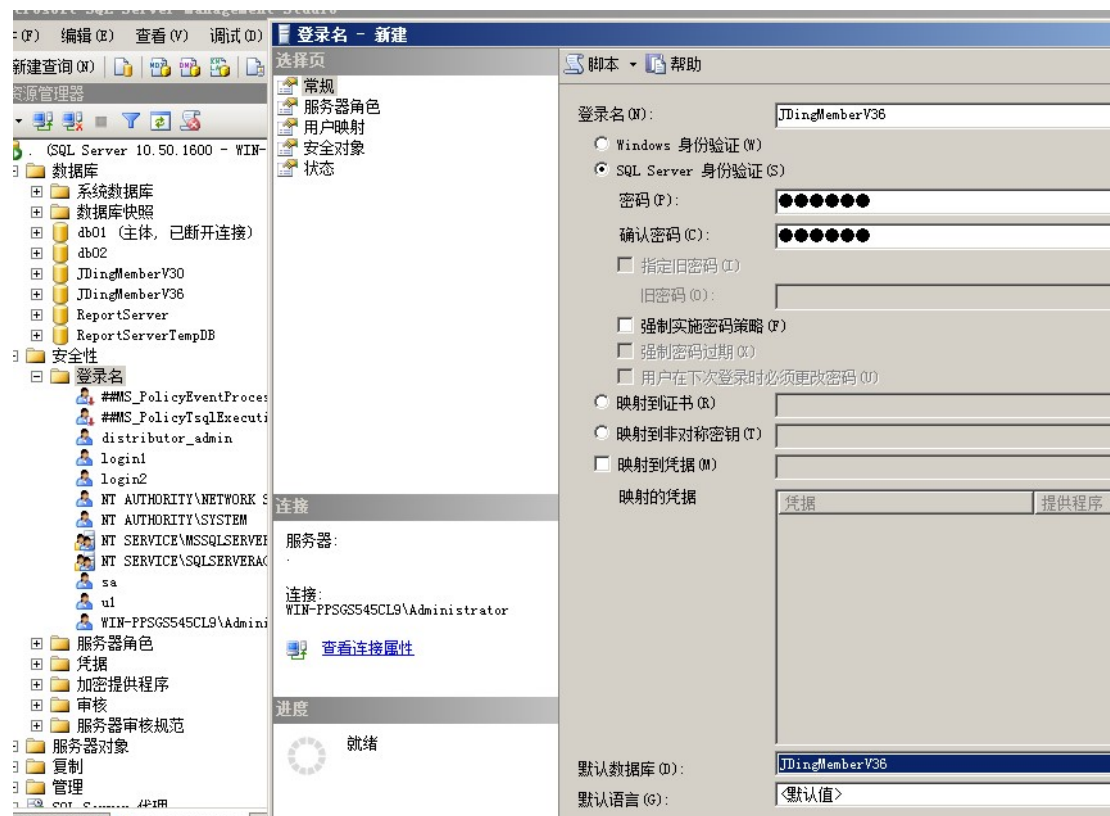 crosoft SQL Server Management Studio
(F) 编辑(E) 查看(V) 调试(D)
新建查询(N)
资源管理器
. (SQL Server 10.50.1600 - WIN-
数据库
系统数据库
数据库快照
db01 (主体, 已断开连接)
db02
JDingMemberV30
JDingMemberV36
ReportServer
ReportServerTempDB
安全性
登录名
##MS_PolicyEventProces
##MS_PolicyTsqlExecuti
distributor_admin
login1
login2
NT AUTHORITY\NETWORK S
NT AUTHORITY\SYSTEM
NT SERVICE\MSSQLSERVER
NT SERVICE\SQLSERVERAG
sa
u1
WIN-PPSGS545CL9\Admini
服务器角色
凭据
加密提供程序
审核
服务器审核规范
服务器对象
复制
管理
SQL Server 代理
登录名 - 新建
选择页
常规
服务器角色
用户映射
安全对象
状态
连接
服务器:
.
连接:
WIN-PPSGS545CL9\Administrator
查看连接属性
进度
就绪
脚本 帮助
登录名(N): JDingMemberV36
Windows 身份验证(W)
SQL Server 身份验证(S)
密码(P): ●●●●●●
确认密码(C): ●●●●●●
指定旧密码(I)
旧密码(O):
强制实施密码策略(F)
强制密码过期(X)
用户在下次登录时必须更改密码(U)
映射到证书(R)
映射到非对称密钥(T)
映射到凭据(M)
映射的凭据 凭据 提供程序
默认数据库(D): JDingMemberV36
默认语言(G): <默认值>